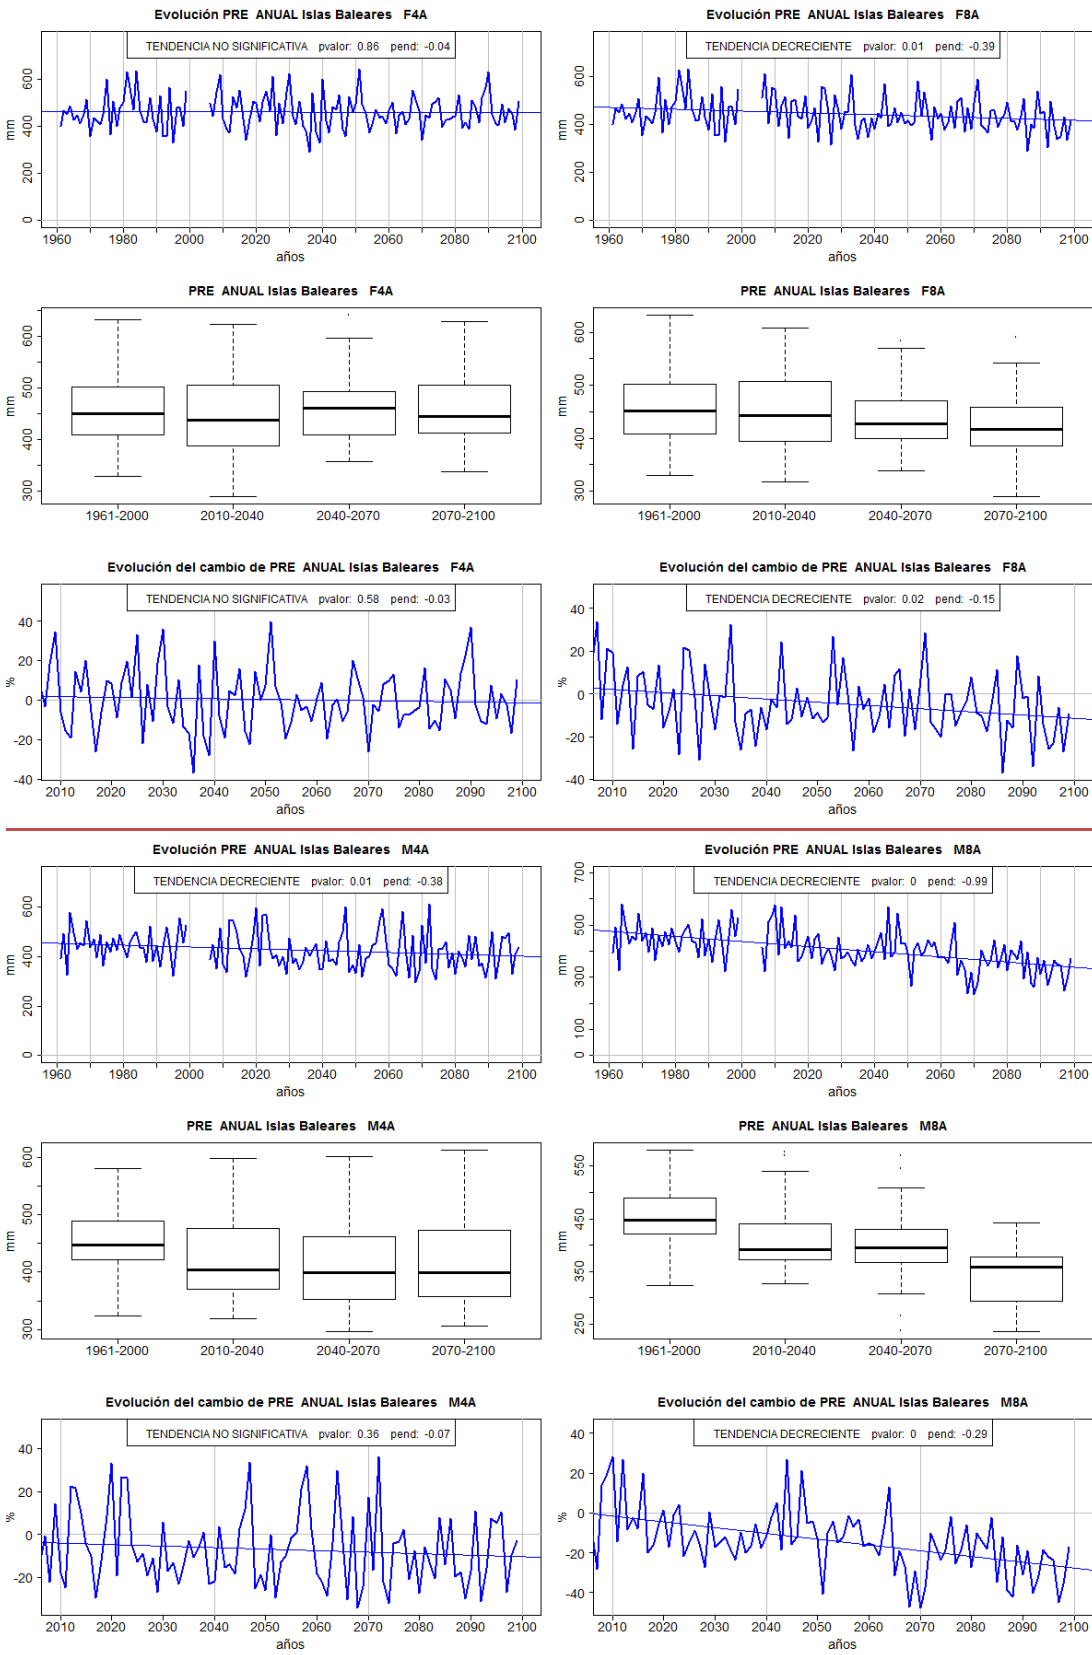 Evolución PRE ANUAL Islas Baleares F4A
TENDENCIA NO SIGNIFICATIVA pvalor: 0.86 pend: -0.04
600
400
200
0
mm
1960 1980 2000 2020 2040 2060 2080 2100
años
Evolución PRE ANUAL Islas Baleares F8A
TENDENCIA DECRECIENTE pvalor: 0.01 pend: -0.39
600
400
200
0
mm
1960 1980 2000 2020 2040 2060 2080 2100
años
PRE ANUAL Islas Baleares F4A
600
500
400
300
mm
1961-2000 2010-2040 2040-2070 2070-2100
PRE ANUAL Islas Baleares F8A
600
500
400
300
mm
1961-2000 2010-2040 2040-2070 2070-2100
Evolución del cambio de PRE ANUAL Islas Baleares F4A
TENDENCIA NO SIGNIFICATIVA pvalor: 0.58 pend: -0.03
40
20
0
-20
-40
%
2010 2020 2030 2040 2050 2060 2070 2080 2090 2100
años
Evolución del cambio de PRE ANUAL Islas Baleares F8A
TENDENCIA DECRECIENTE pvalor: 0.02 pend: -0.15
40
20
0
-20
-40
%
2010 2020 2030 2040 2050 2060 2070 2080 2090 2100
años
Evolución PRE ANUAL Islas Baleares M4A
TENDENCIA DECRECIENTE pvalor: 0.01 pend: -0.38
600
400
200
0
mm
1960 1980 2000 2020 2040 2060 2080 2100
años
Evolución PRE ANUAL Islas Baleares M8A
TENDENCIA DECRECIENTE pvalor: 0 pend: -0.99
700
500
300
100
0
mm
1960 1980 2000 2020 2040 2060 2080 2100
años
PRE ANUAL Islas Baleares M4A
600
500
400
300
mm
1961-2000 2010-2040 2040-2070 2070-2100
PRE ANUAL Islas Baleares M8A
550
450
350
250
mm
1961-2000 2010-2040 2040-2070 2070-2100
Evolución del cambio de PRE ANUAL Islas Baleares M4A
TENDENCIA NO SIGNIFICATIVA pvalor: 0.36 pend: -0.07
40
20
0
-20
%
2010 2020 2030 2040 2050 2060 2070 2080 2090 2100
años
Evolución del cambio de PRE ANUAL Islas Baleares M8A
TENDENCIA DECRECIENTE pvalor: 0 pend: -0.29
40
20
0
-20
-40
%
2010 2020 2030 2040 2050 2060 2070 2080 2090 2100
años